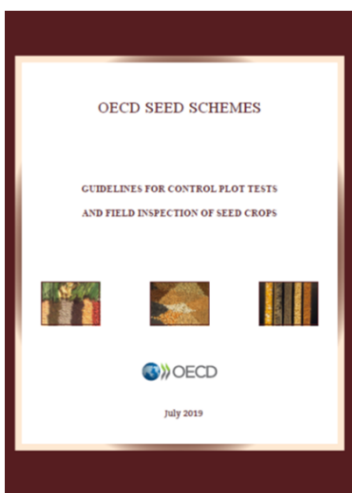 OECD SEED SCHEMES
GUIDELINES FOR CONTROL PLOT TESTS
AND FIELD INSPECTION OF SEED CROPS
OECD
July 2019